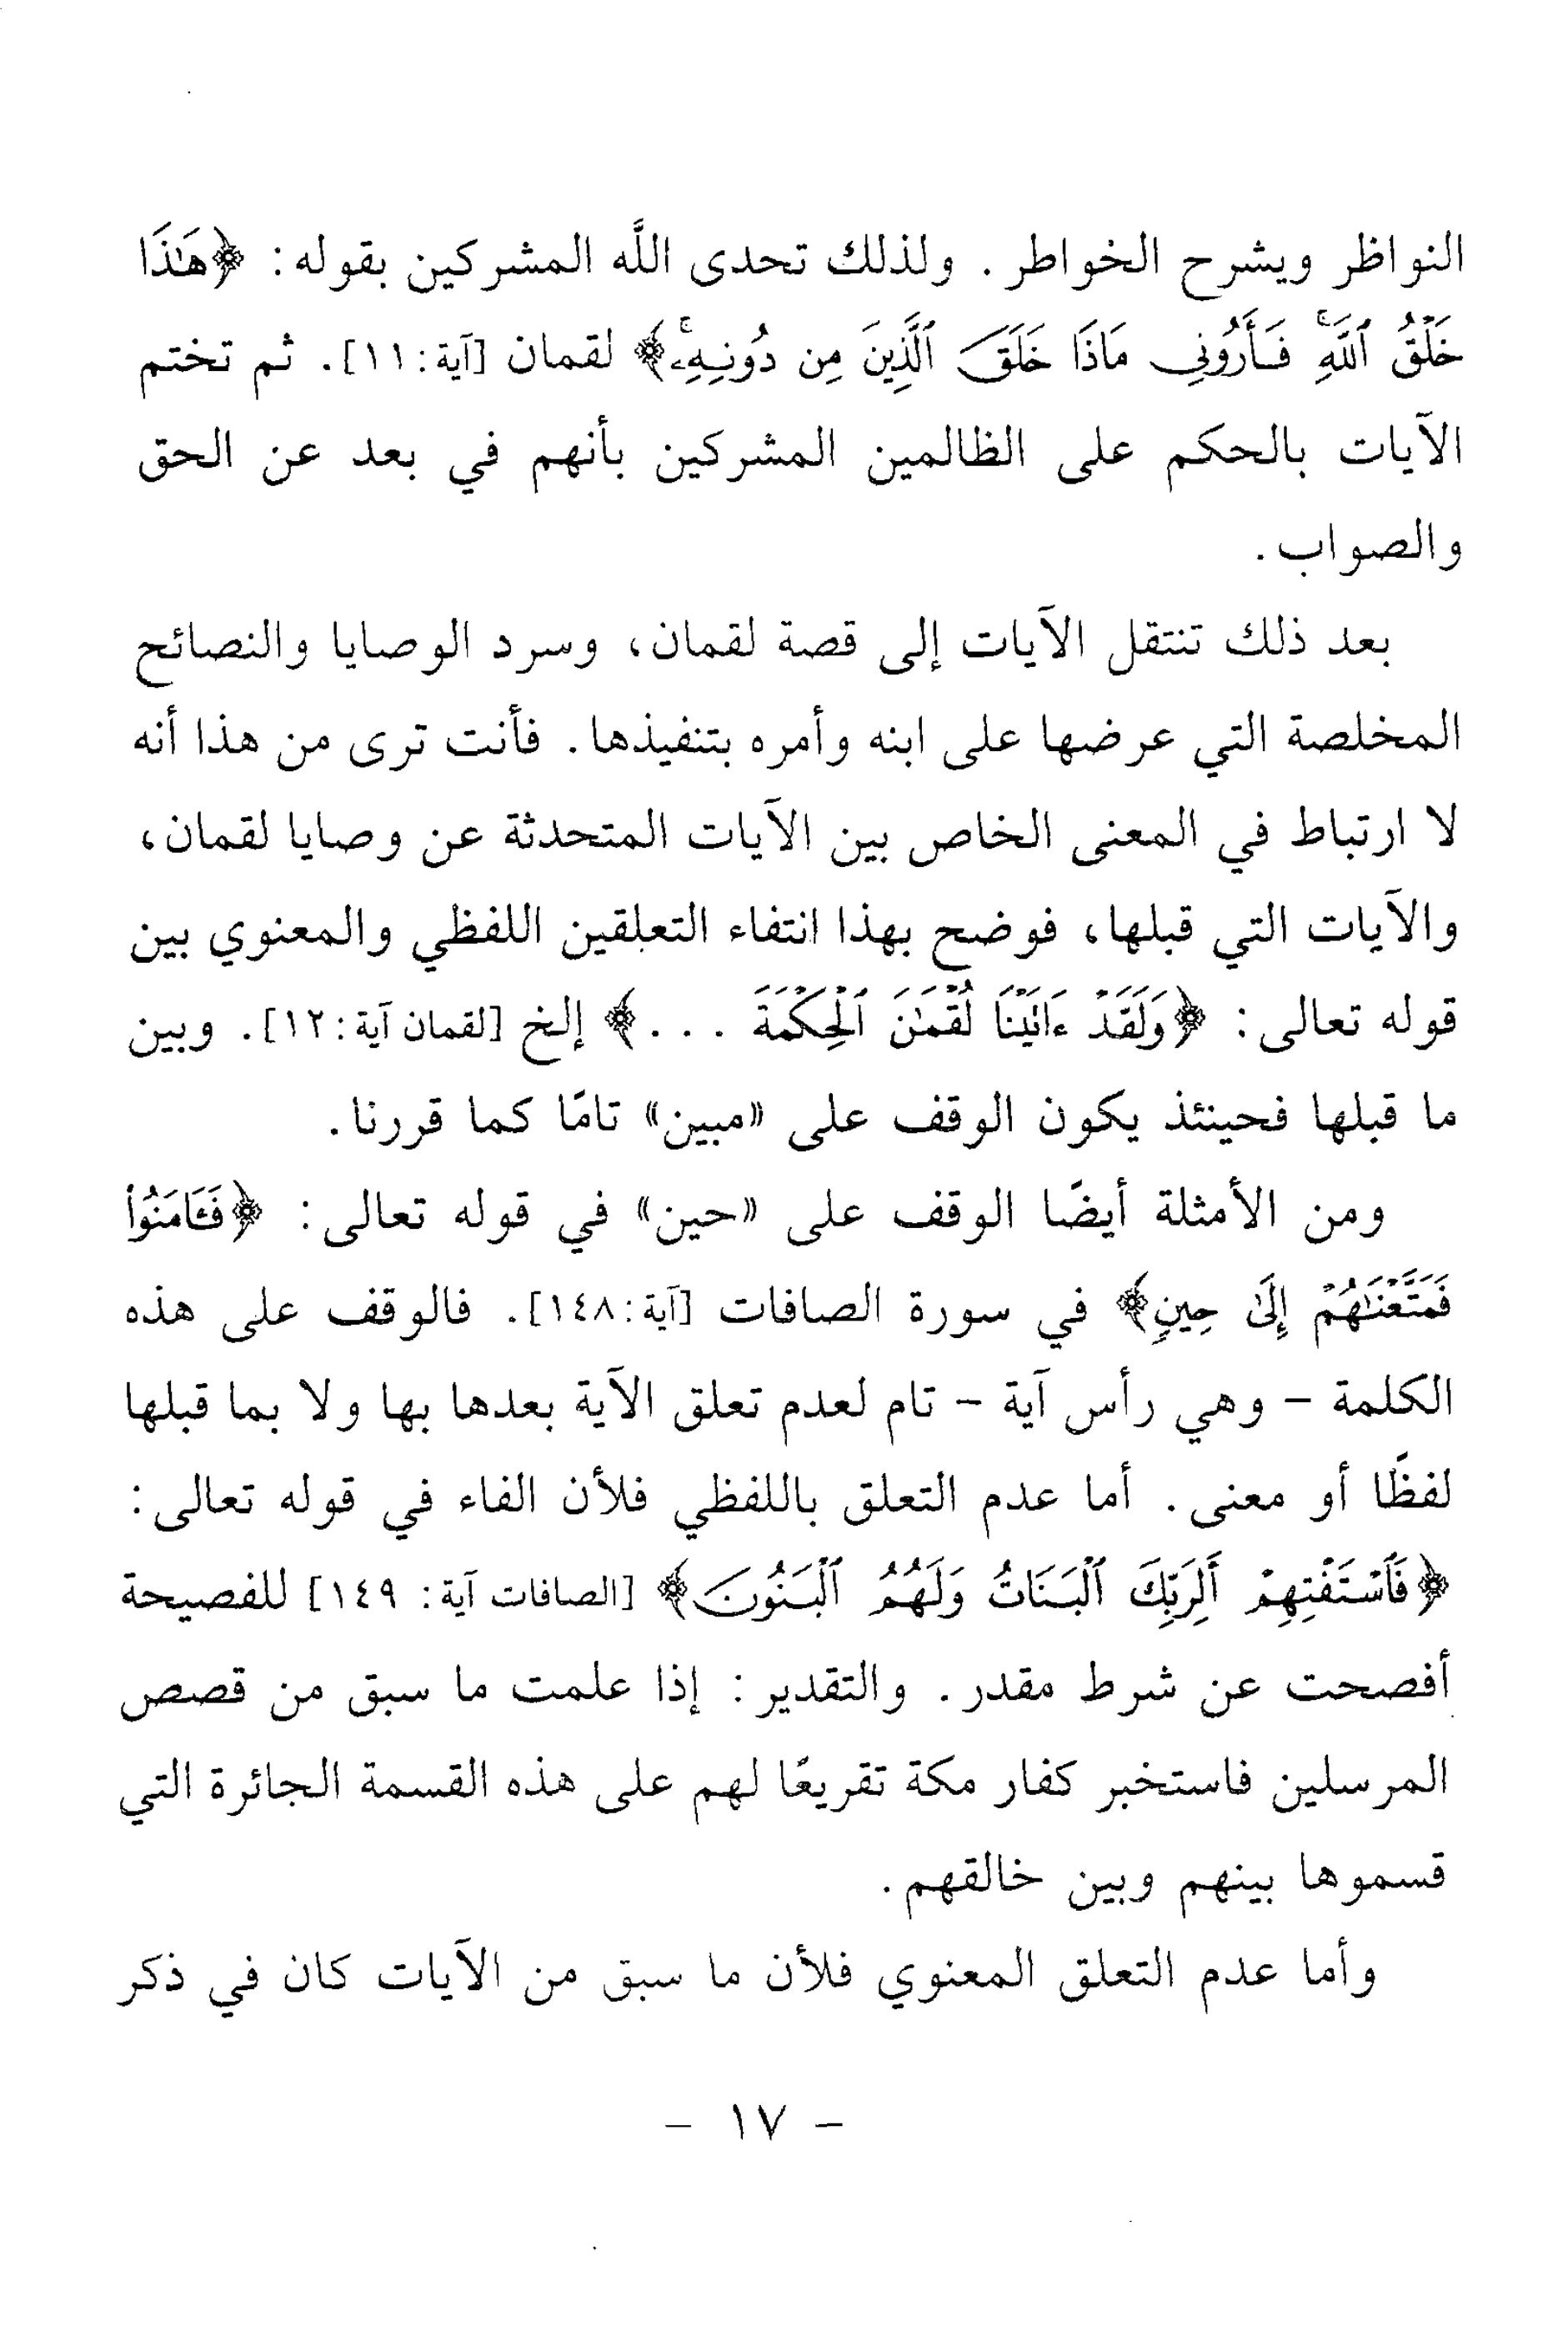 النواظر ويشرح الخواطر. ولذلك تحدى اللَّه المشركين بقوله: ﴿هَٰذَا
خَلْقُ ٱللَّهِ فَأَرُونِى مَاذَا خَلَقَ ٱلَّذِينَ مِن دُونِهِۦۚ﴾ لقمان [آية: ١١]. ثم تختم
الآيات بالحكم على الظالمين المشركين بأنهم في بعد عن الحق
والصواب.
بعد ذلك تنتقل الآيات إلى قصة لقمان، وسرد الوصايا والنصائح
المخلصة التي عرضها على ابنه وأمره بتنفيذها. فأنت ترى من هذا أنه
لا ارتباط في المعنى الخاص بين الآيات المتحدثة عن وصايا لقمان،
والآيات التي قبلها، فوضح بهذا انتفاء التعلقين اللفظي والمعنوي بين
قوله تعالى: ﴿وَلَقَدْ ءَاتَيْنَا لُقْمَٰنَ ٱلْحِكْمَةَ . . .﴾ إلخ [لقمان آية: ١٢]. وبين
ما قبلها فحينئذ يكون الوقف على «مبين» تامًا كما قررنا.
ومن الأمثلة أيضًا الوقف على «حين» في قوله تعالى: ﴿فَـَٔامَنُوا۟
فَمَتَّعْنَٰهُمْ إِلَىٰ حِينٍ﴾ في سورة الصافات [آية: ١٤٨]. فالوقف على هذه
الكلمة - وهي رأس آية - تام لعدم تعلق الآية بعدها بها ولا بما قبلها
لفظًا أو معنى. أما عدم التعلق باللفظي فلأن الفاء في قوله تعالى:
﴿فَٱسْتَفْتِهِمْ أَلِرَبِّكَ ٱلْبَنَاتُ وَلَهُمُ ٱلْبَنُونَ﴾ [الصافات آية: ١٤٩] للفصيحة
أفصحت عن شرط مقدر. والتقدير: إذا علمت ما سبق من قصص
المرسلين فاستخبر كفار مكة تقريعًا لهم على هذه القسمة الجائرة التي
قسموها بينهم وبين خالقهم.
وأما عدم التعلق المعنوي فلأن ما سبق من الآيات كان في ذكر
- ١٧ -